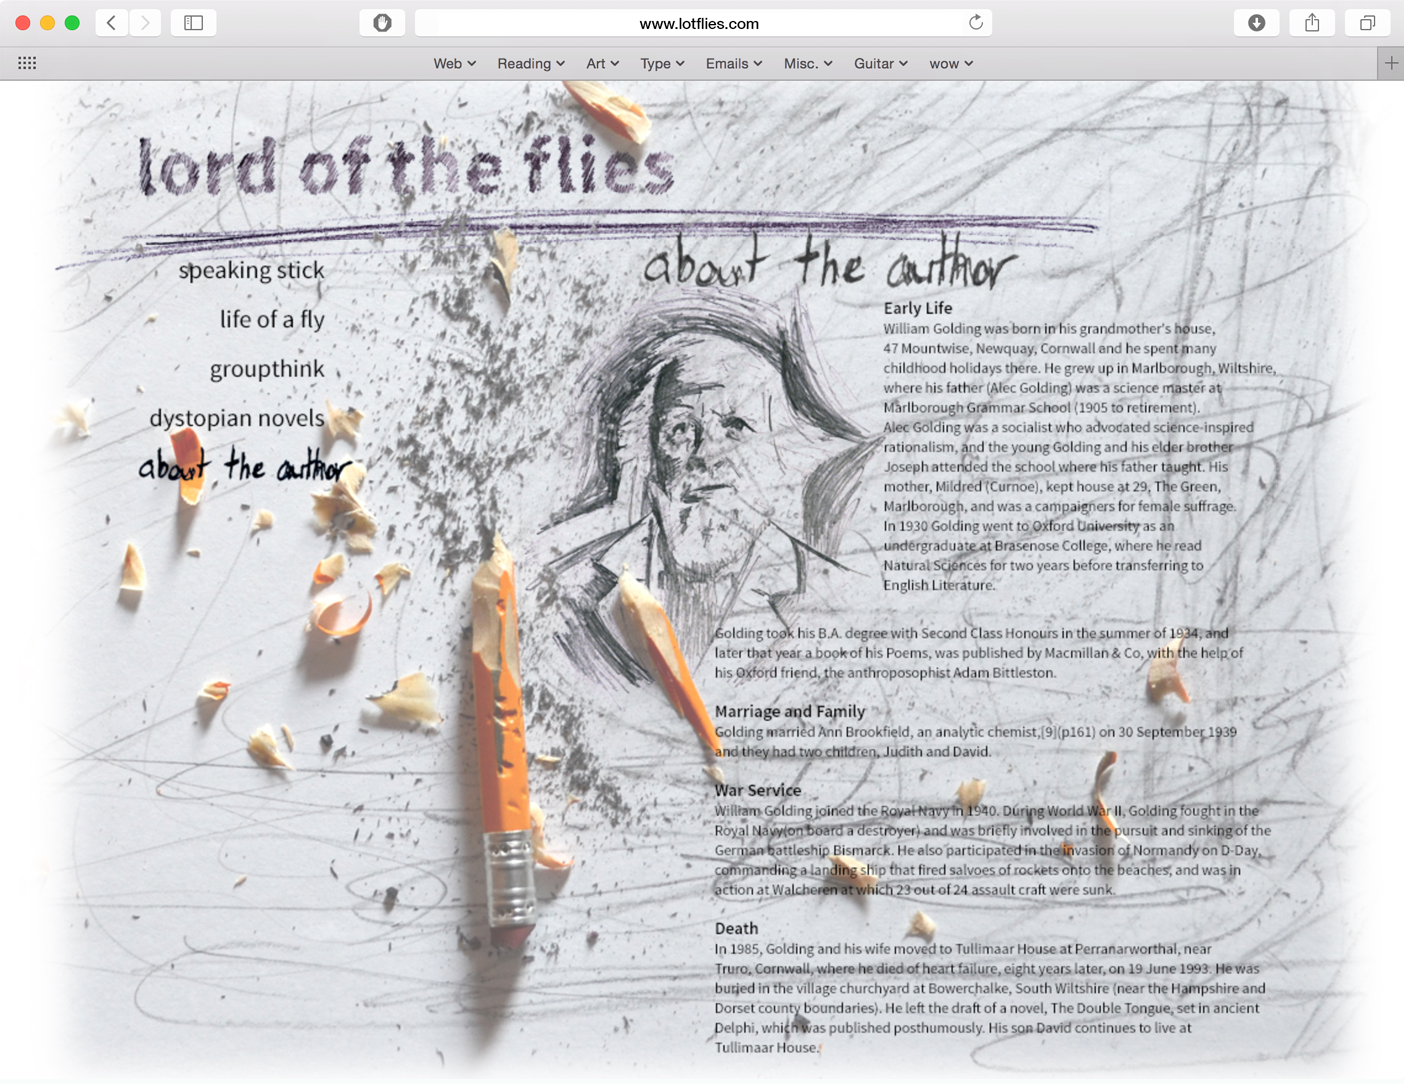 www.lotflies.com
Web Reading Art Type Emails Misc. Guitar wow
lord of the flies
speaking stick
life of a fly
groupthink
dystopian novels
about the author
about the author
Early Life
William Golding was born in his grandmother's house,
47 Mountwise, Newquay, Cornwall and he spent many
childhood holidays there. He grew up in Marlborough, Wiltshire,
where his father (Alec Golding) was a science master at
Marlborough Grammar School (1905 to retirement).
Alec Golding was a socialist who advocated science-inspired
rationalism, and the young Golding and his elder brother
Joseph attended the school where his father taught. His
mother, Mildred (Curnoe), kept house at 29, The Green,
Marlborough, and was a campaigners for female suffrage.
In 1930 Golding went to Oxford University as an
undergraduate at Brasenose College, where he read
Natural Sciences for two years before transferring to
English Literature.
Golding took his B.A. degree with Second Class Honours in the summer of 1934, and
later that year a book of his Poems, was published by Macmillan & Co, with the help of
his Oxford friend, the anthroposophist Adam Bittleston.
Marriage and Family
Golding married Ann Brookfield, an analytic chemist,[9](p161) on 30 September 1939
and they had two children, Judith and David.
War Service
William Golding joined the Royal Navy in 1940. During World War II, Golding fought in the
Royal Navy(on board a destroyer) and was briefly involved in the pursuit and sinking of the
German battleship Bismarck. He also participated in the invasion of Normandy on D-Day,
commanding a landing ship that fired salvoes of rockets onto the beaches, and was in
action at Walcheren at which 23 out of 24 assault craft were sunk.
Death
In 1985, Golding and his wife moved to Tullimaar House at Perranarworthal, near
Truro, Cornwall, where he died of heart failure, eight years later, on 19 June 1993. He was
buried in the village churchyard at Bowerchalke, South Wiltshire (near the Hampshire and
Dorset county boundaries). He left the draft of a novel, The Double Tongue, set in ancient
Delphi, which was published posthumously. His son David continues to live at
Tullimaar House.